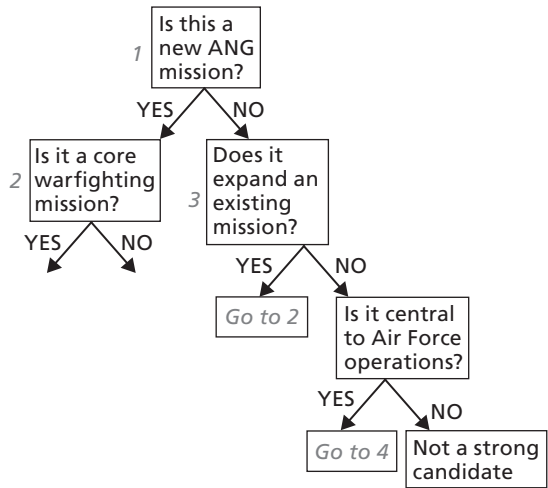 1
Is this a
new ANG
mission?
YES
NO
2
Is it a core
warfighting
mission?
YES
NO
3
Does it
expand an
existing
mission?
YES
NO
Go to 2
Is it central
to Air Force
operations?
YES
NO
Go to 4
Not a strong
candidate